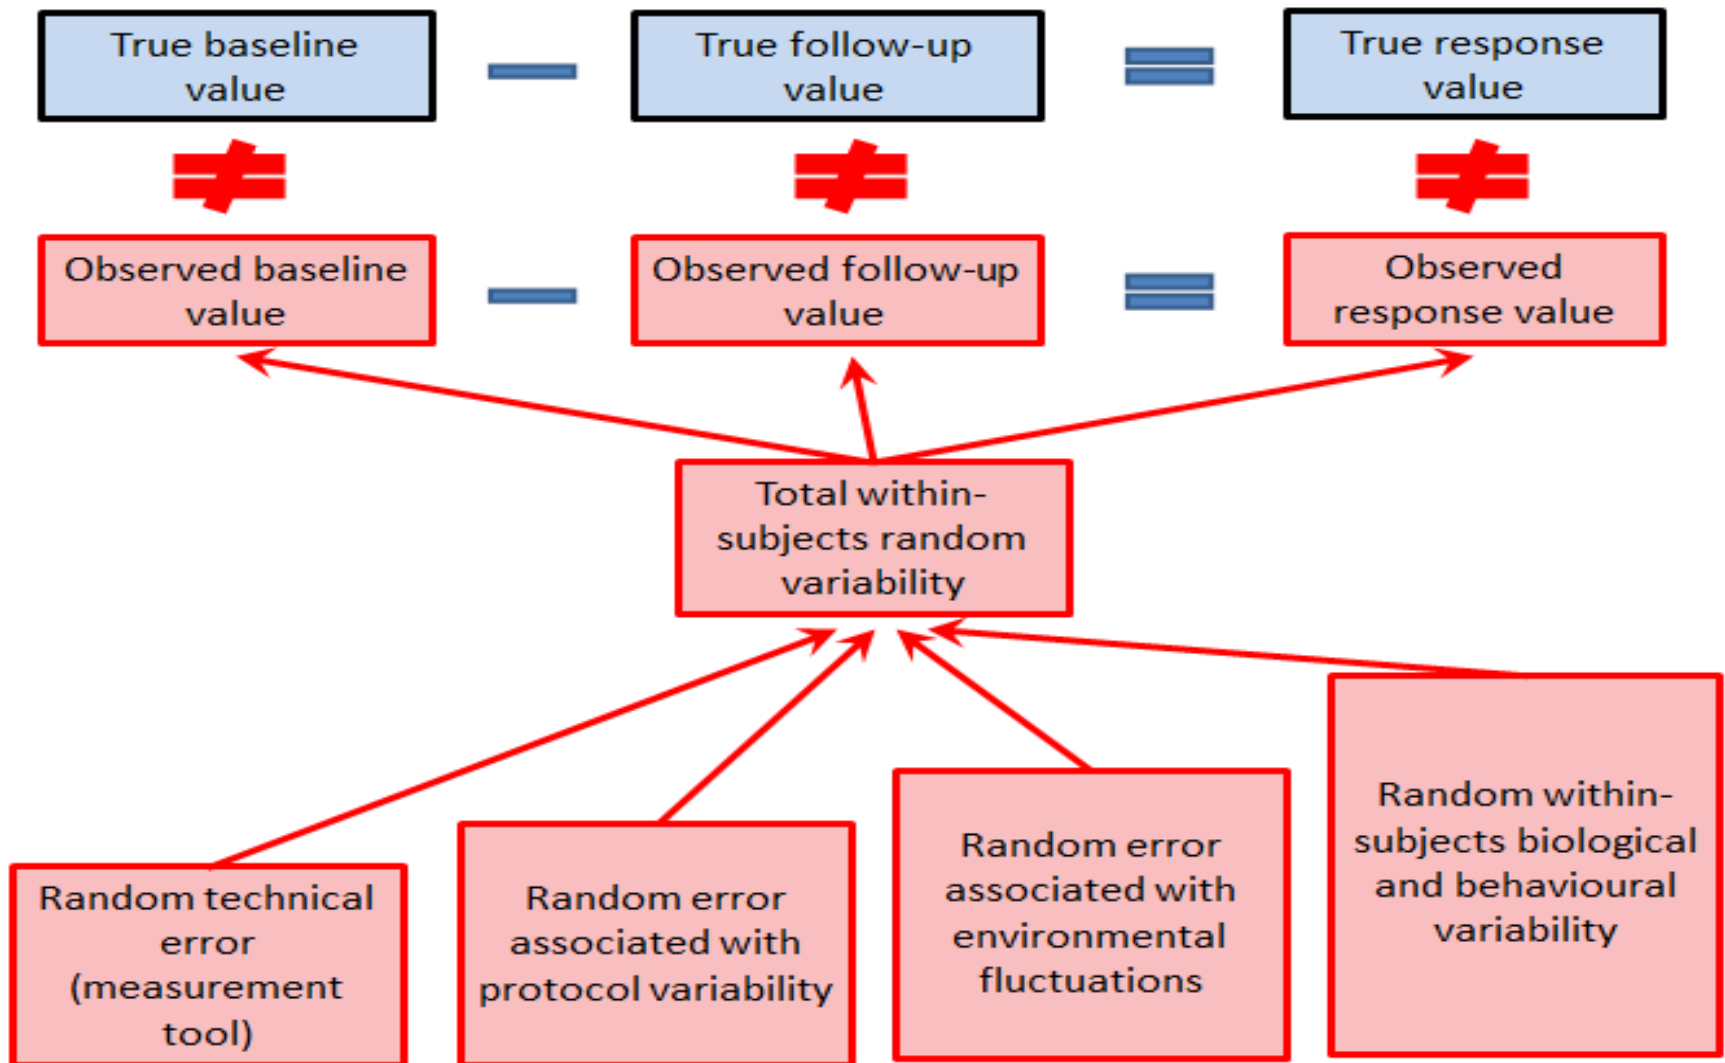 True baseline
value
True follow-up
value
True response
value
Observed baseline
value
Observed follow-up
value
Observed
response value
Total within-
subjects random
variability
Random technical
error
(measurement
tool)
Random error
associated with
protocol variability
Random error
associated with
environmental
fluctuations
Random within-
subjects biological
and behavioural
variability